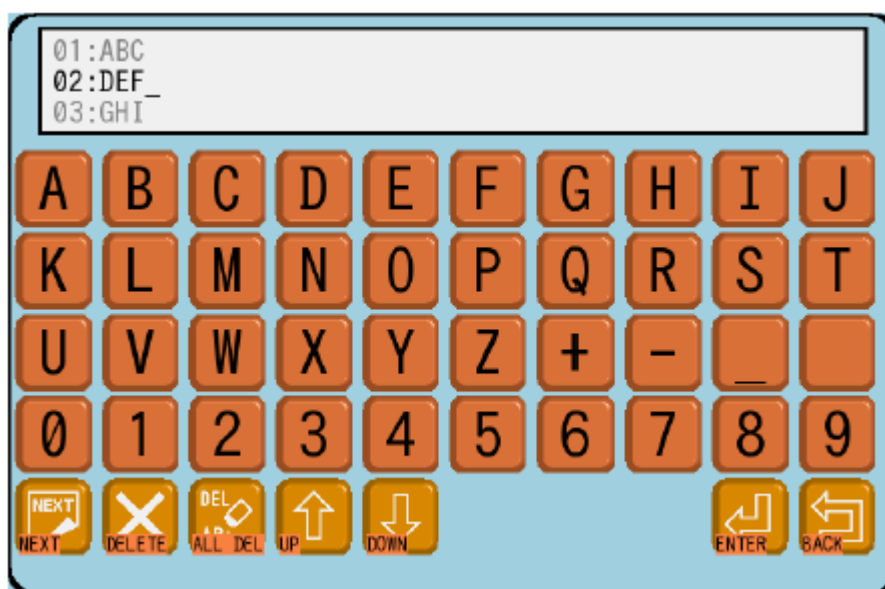 01:ABC
02:DEF_
03:GHI
A B C D E F G H I J
K L M N O P Q R S T
U V W X Y Z + - _
0 1 2 3 4 5 6 7 8 9
NEXT DEL
NEXT DELETE ALL DEL UP DOWN ENTER BACK